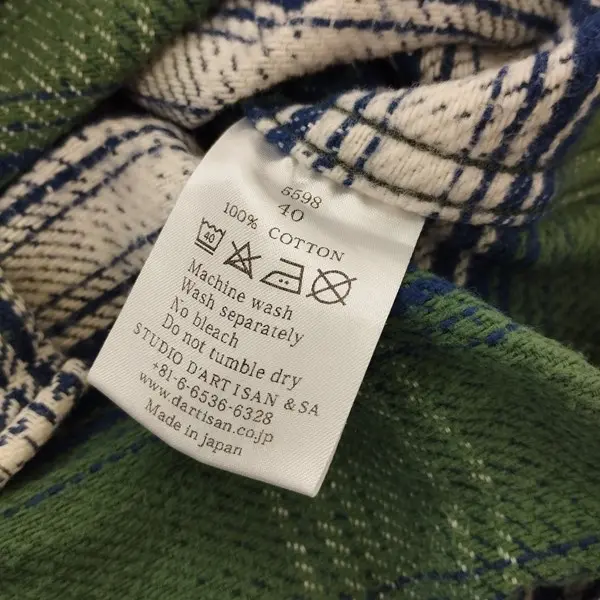 5598
40
100% COTTON
40
Machine wash
Wash separately
No bleach
Do not tumble dry
STUDIO D'ARTISAN & SA
+81-6-6536-6328
www.dartisan.co.jp
Made in japan